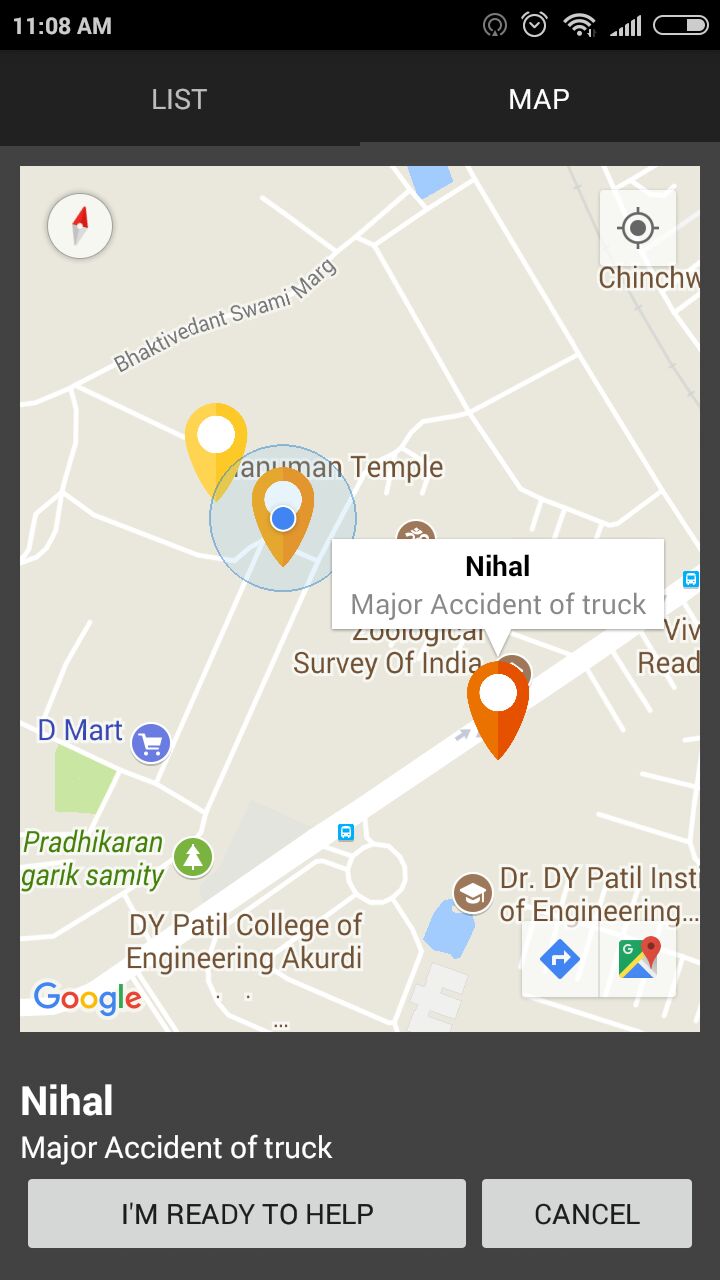 11:08 AM
LIST
MAP
Chinchw
Bhaktivedant Swami Marg
anuman Temple
Nihal
Major Accident of truck
Zoological
Survey Of India
Viv
Read
D Mart
Pradhikaran
garik samity
Dr. DY Patil Insti
of Engineering...
DY Patil College of
Engineering Akurdi
G
Google
...
Nihal
Major Accident of truck
I'M READY TO HELP
CANCEL